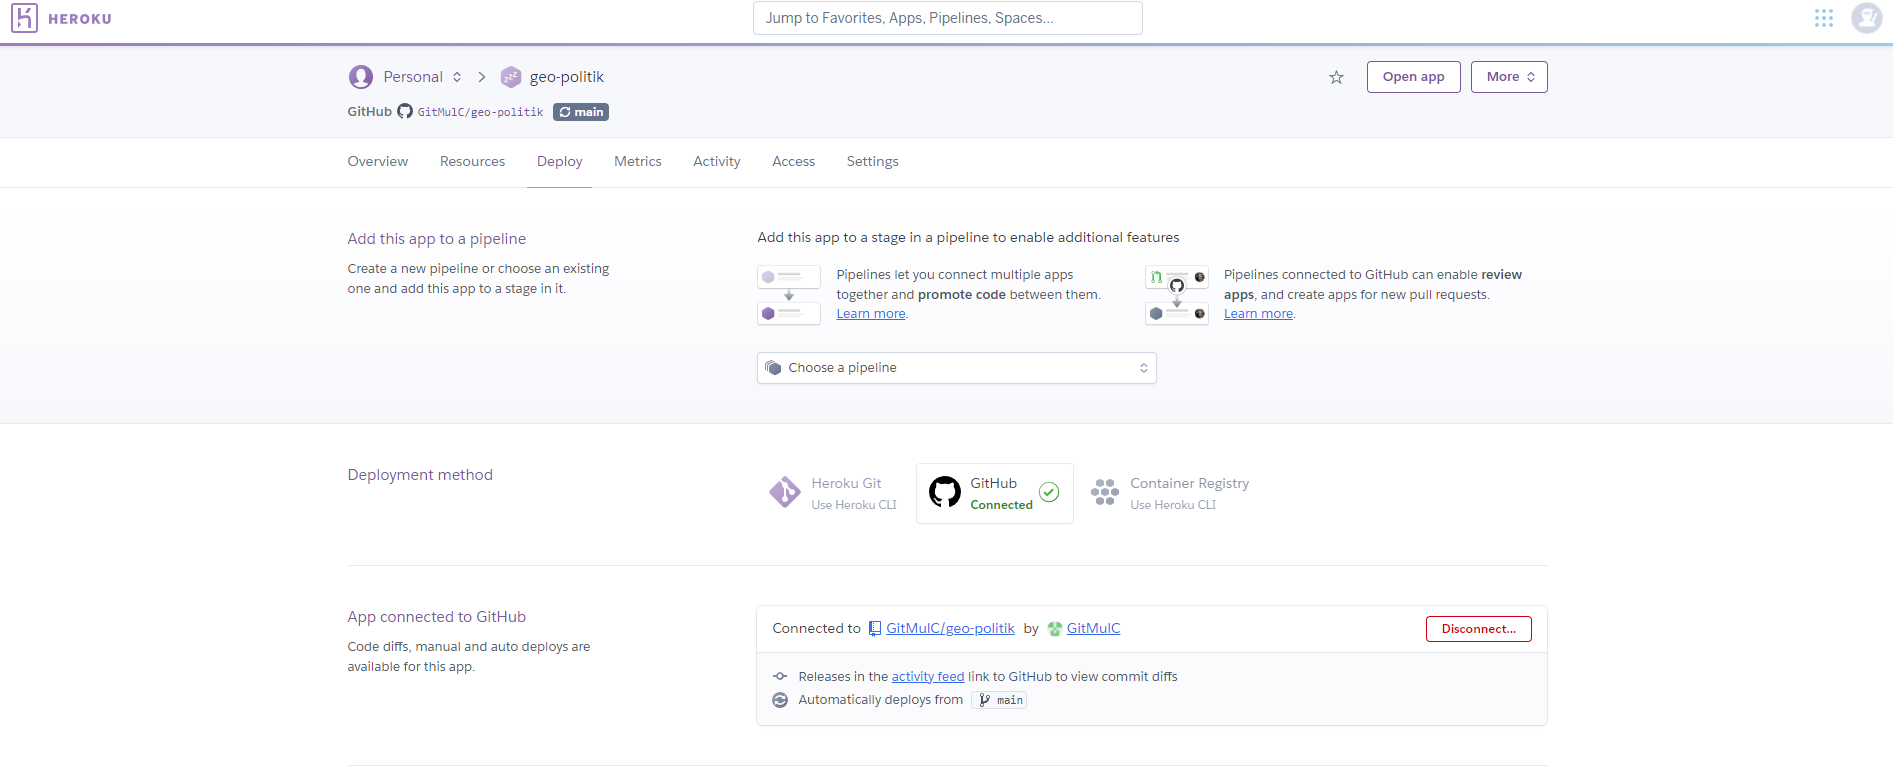 HEROKU
Jump to Favorites, Apps, Pipelines, Spaces...
Personal
geo-politik
Open app
More
GitHub GitMulC/geo-politik main
Overview Resources Deploy Metrics Activity Access Settings
Add this app to a pipeline
Create a new pipeline or choose an existing
one and add this app to a stage in it.
Add this app to a stage in a pipeline to enable additional features
Pipelines let you connect multiple apps
together and promote code between them.
Learn more.
Pipelines connected to GitHub can enable review
apps, and create apps for new pull requests.
Learn more.
Choose a pipeline
Deployment method
Heroku Git
Use Heroku CLI
GitHub
Connected
Container Registry
Use Heroku CLI
App connected to GitHub
Code diffs, manual and auto deploys are
available for this app.
Connected to GitMulC/geo-politik by GitMulC
Disconnect...
Releases in the activity feed link to GitHub to view commit diffs
Automatically deploys from main